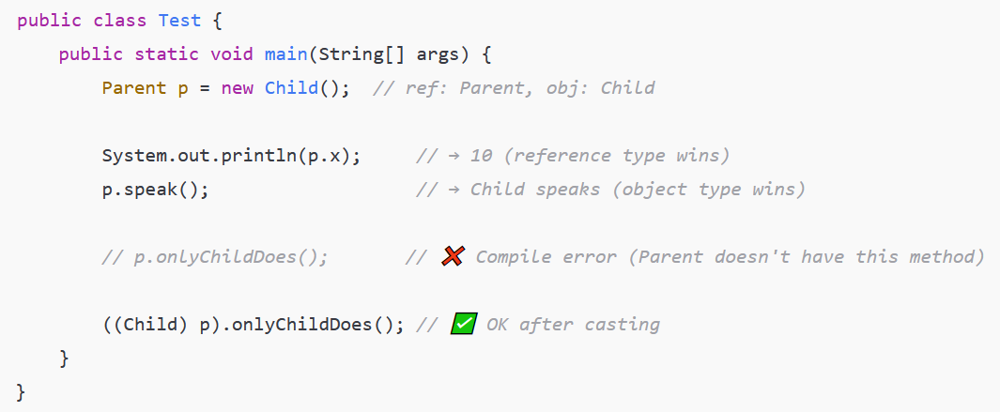 public class Test {
    public static void main(String[] args) {
        Parent p = new Child();  // ref: Parent, obj: Child
        System.out.println(p.x);     // → 10 (reference type wins)
        p.speak();                   // → Child speaks (object type wins)
        // p.onlyChildDoes();       // ❌ Compile error (Parent doesn't have this method)
        ((Child) p).onlyChildDoes(); // ✅ OK after casting
    }
}